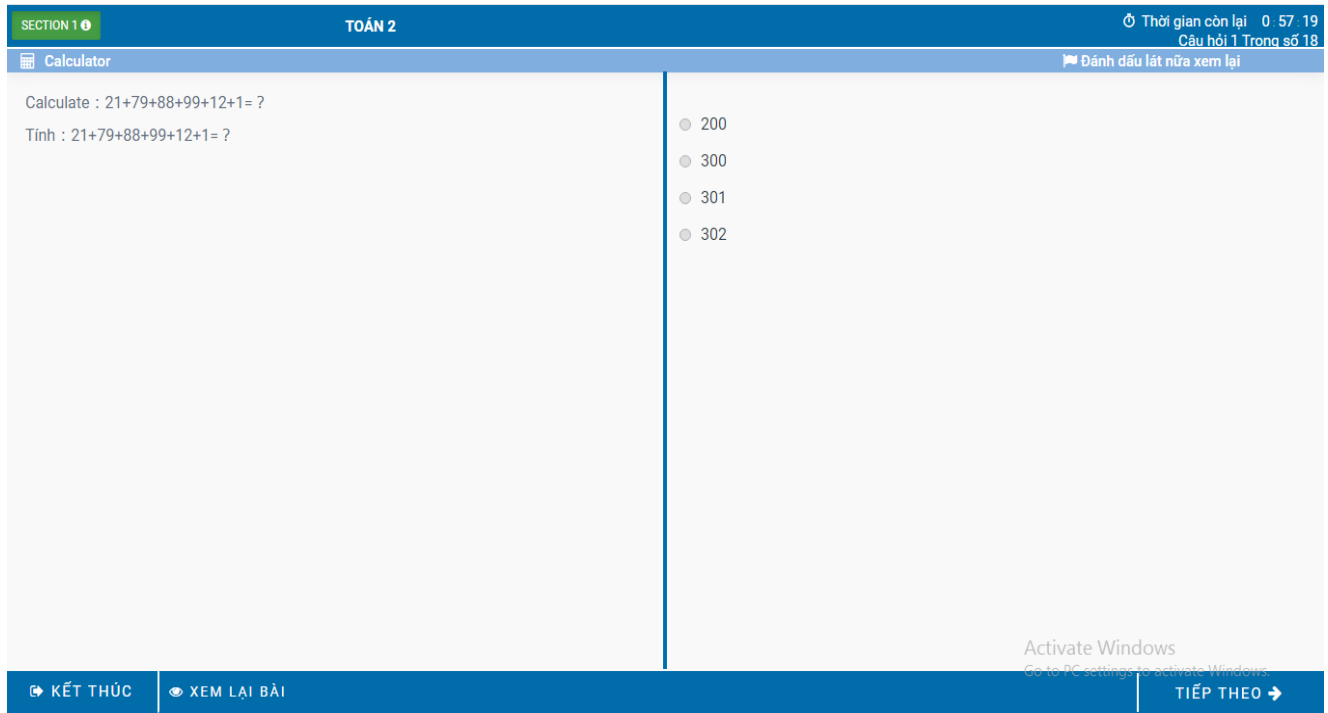 SECTION 1
TOÁN 2
Thời gian còn lại 0:57:19
Câu hỏi 1 Trong số 18
Calculator
Đánh dấu lát nữa xem lại
Calculate : 21+79+88+99+12+1= ?
Tính : 21+79+88+99+12+1= ?
200
300
301
302
Activate Windows
Go to PC settings to activate Windows.
KẾT THÚC
XEM LẠI BÀI
TIẾP THEO